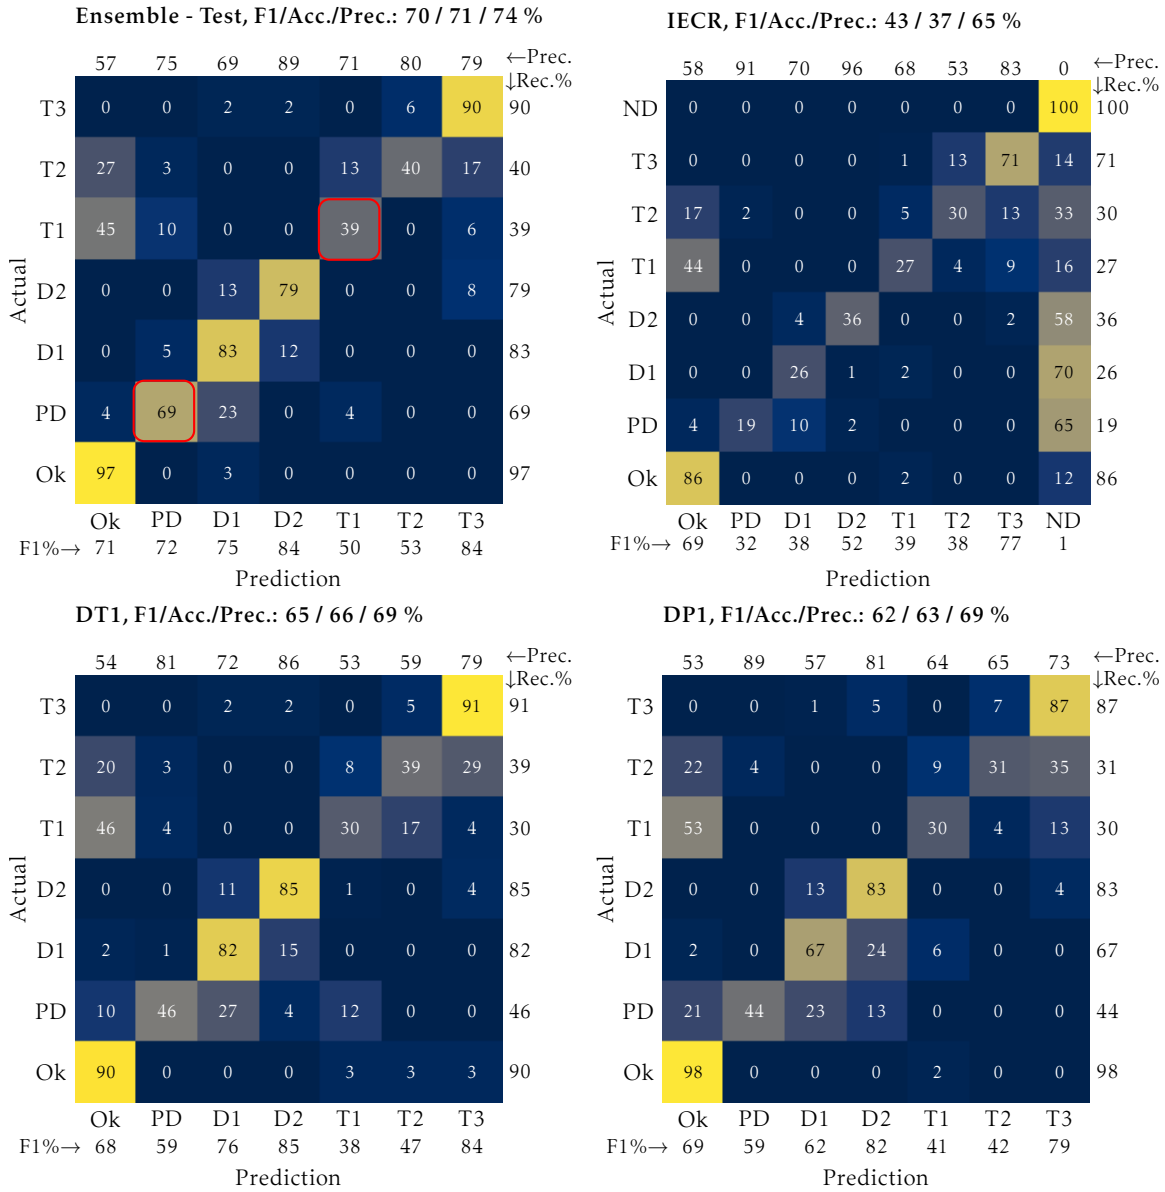 Ensemble - Test, F1/Acc./Prec.: 70 / 71 / 74 %
57 75 69 89 71 80 79 ←Prec.
↓Rec.%
T3 0 0 2 2 0 6 90 90
T2 27 3 0 0 13 40 17 40
T1 45 10 0 0 39 0 6 39
D2 0 0 13 79 0 0 8 79
D1 0 5 83 12 0 0 0 83
PD 4 69 23 0 4 0 0 69
Ok 97 0 3 0 0 0 0 97
Actual
Ok PD D1 D2 T1 T2 T3
F1%→ 71 72 75 84 50 53 84
Prediction
IECR, F1/Acc./Prec.: 43 / 37 / 65 %
58 91 70 96 68 53 83 0 ←Prec.
↓Rec.%
ND 0 0 0 0 0 0 0 100 100
T3 0 0 0 0 1 13 71 14 71
T2 17 2 0 0 5 30 13 33 30
T1 44 0 0 0 27 4 9 16 27
D2 0 0 4 36 0 0 2 58 36
D1 0 0 26 1 2 0 0 70 26
PD 4 19 10 2 0 0 0 65 19
Ok 86 0 0 0 2 0 0 12 86
Actual
Ok PD D1 D2 T1 T2 T3 ND
F1%→ 69 32 38 52 39 38 77 1
Prediction
DT1, F1/Acc./Prec.: 65 / 66 / 69 %
54 81 72 86 53 59 79 ←Prec.
↓Rec.%
T3 0 0 2 2 0 5 91 91
T2 20 3 0 0 8 39 29 39
T1 46 4 0 0 30 17 4 30
D2 0 0 11 85 1 0 4 85
D1 2 1 82 15 0 0 0 82
PD 10 46 27 4 12 0 0 46
Ok 90 0 0 0 3 3 3 90
Actual
Ok PD D1 D2 T1 T2 T3
F1%→ 68 59 76 85 38 47 84
Prediction
DP1, F1/Acc./Prec.: 62 / 63 / 69 %
53 89 57 81 64 65 73 ←Prec.
↓Rec.%
T3 0 0 1 5 0 7 87 87
T2 22 4 0 0 9 31 35 31
T1 53 0 0 0 30 4 13 30
D2 0 0 13 83 0 0 4 83
D1 2 0 67 24 6 0 0 67
PD 21 44 23 13 0 0 0 44
Ok 98 0 0 0 2 0 0 98
Actual
Ok PD D1 D2 T1 T2 T3
F1%→ 69 59 62 82 41 42 79
Prediction